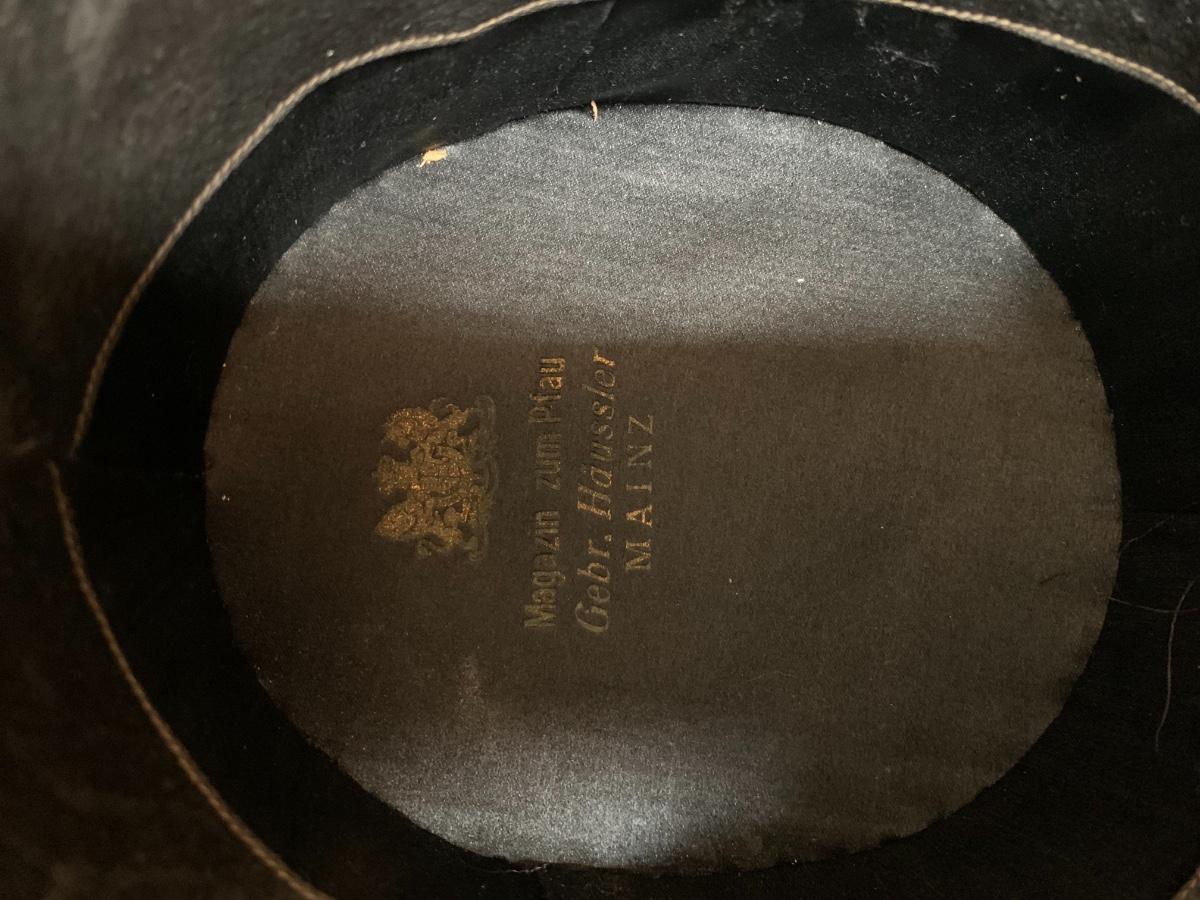 Magazin zum Pfau
Gebr. Häussler
MAINZ